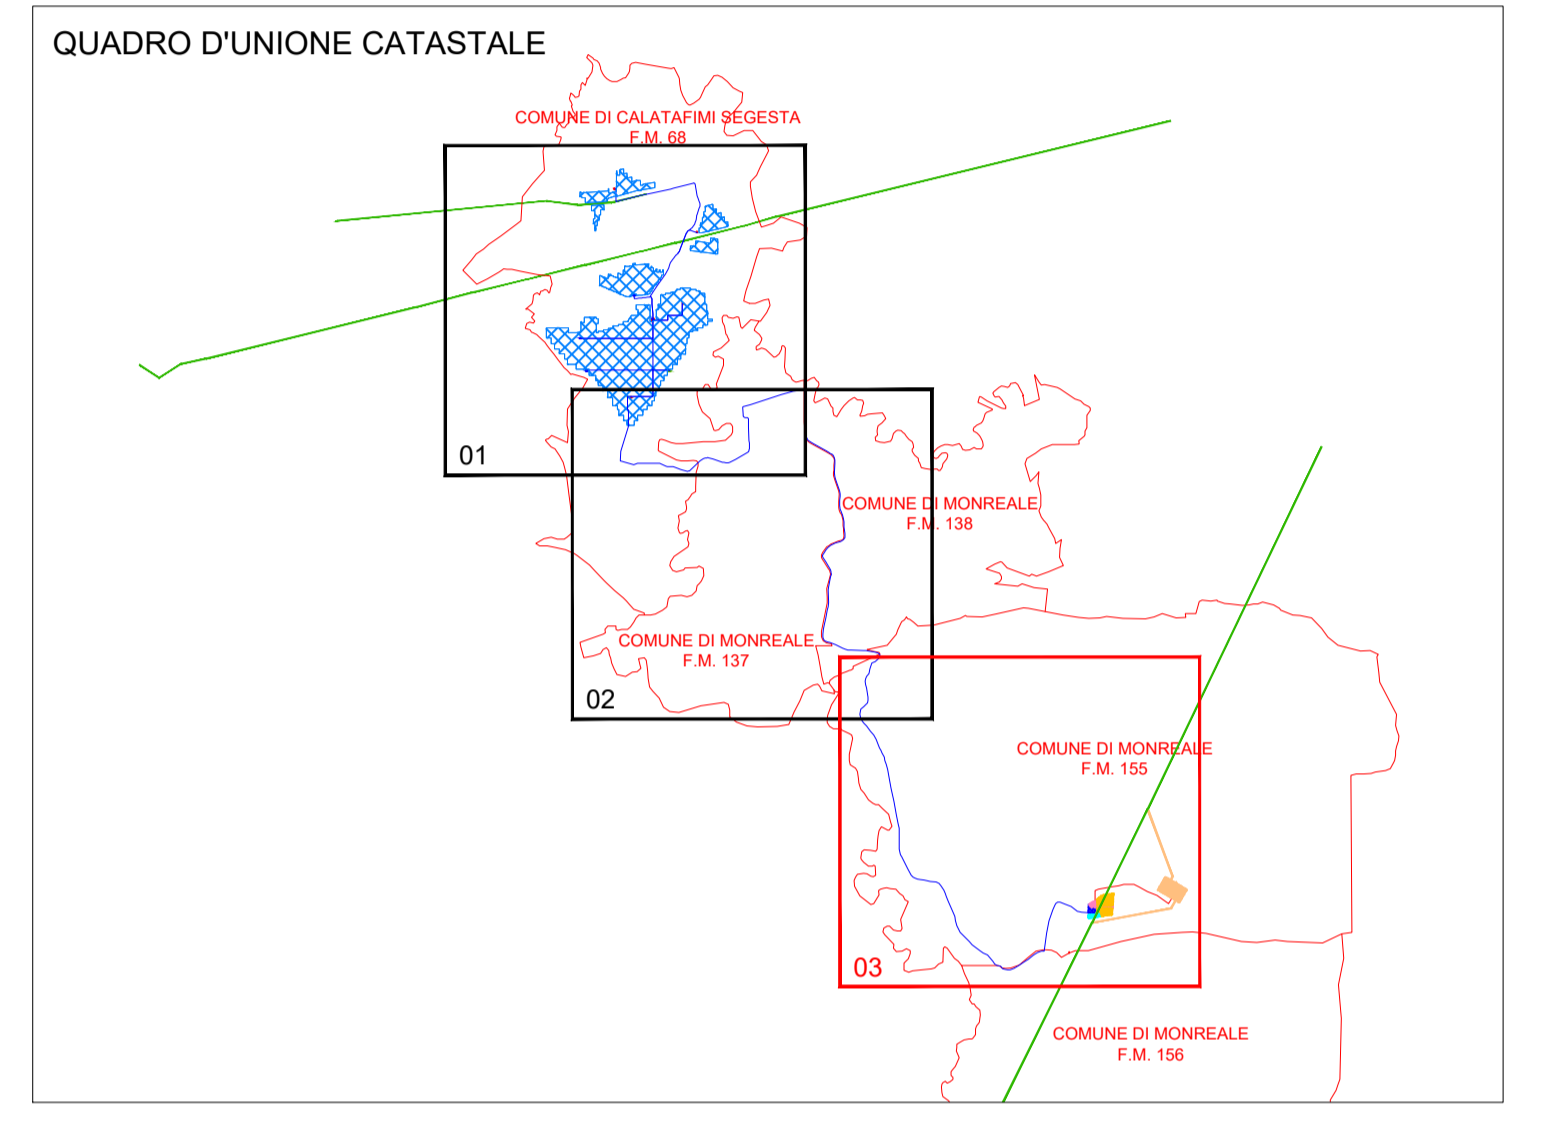 QUADRO D'UNIONE CATASTALE
COMUNE DI CALATAFIMI SEGESTA
F.M. 68
01
COMUNE DI MONREALE
F.M. 138
COMUNE DI MONREALE
F.M. 137
02
COMUNE DI MONREALE
F.M. 155
03
COMUNE DI MONREALE
F.M. 156